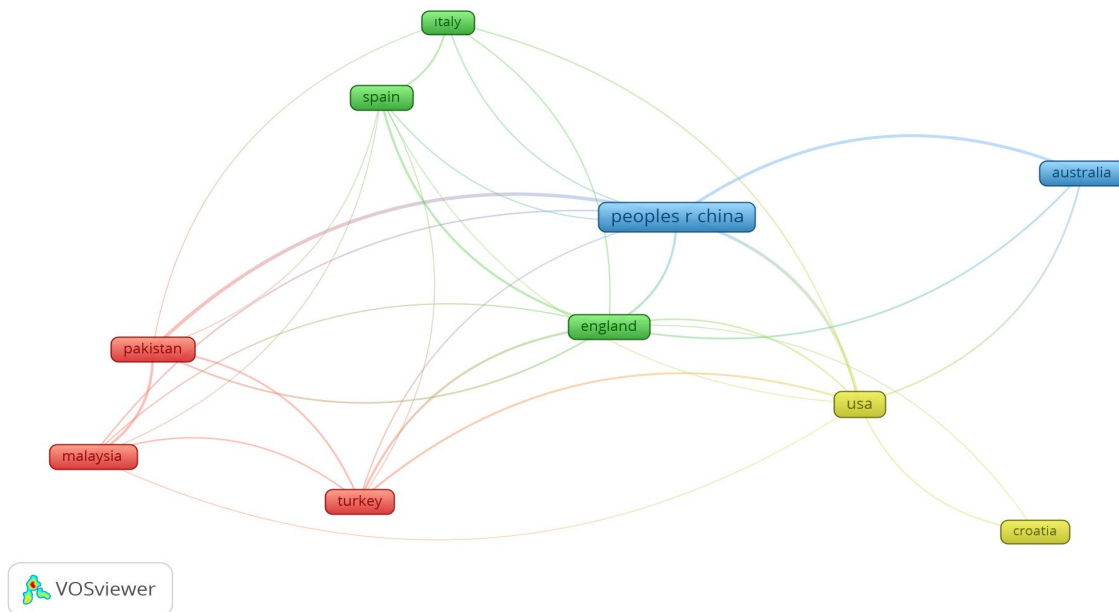 italy
spain
australia
peoples r china
england
pakistan
usa
malaysia
turkey
croatia
VOSviewer